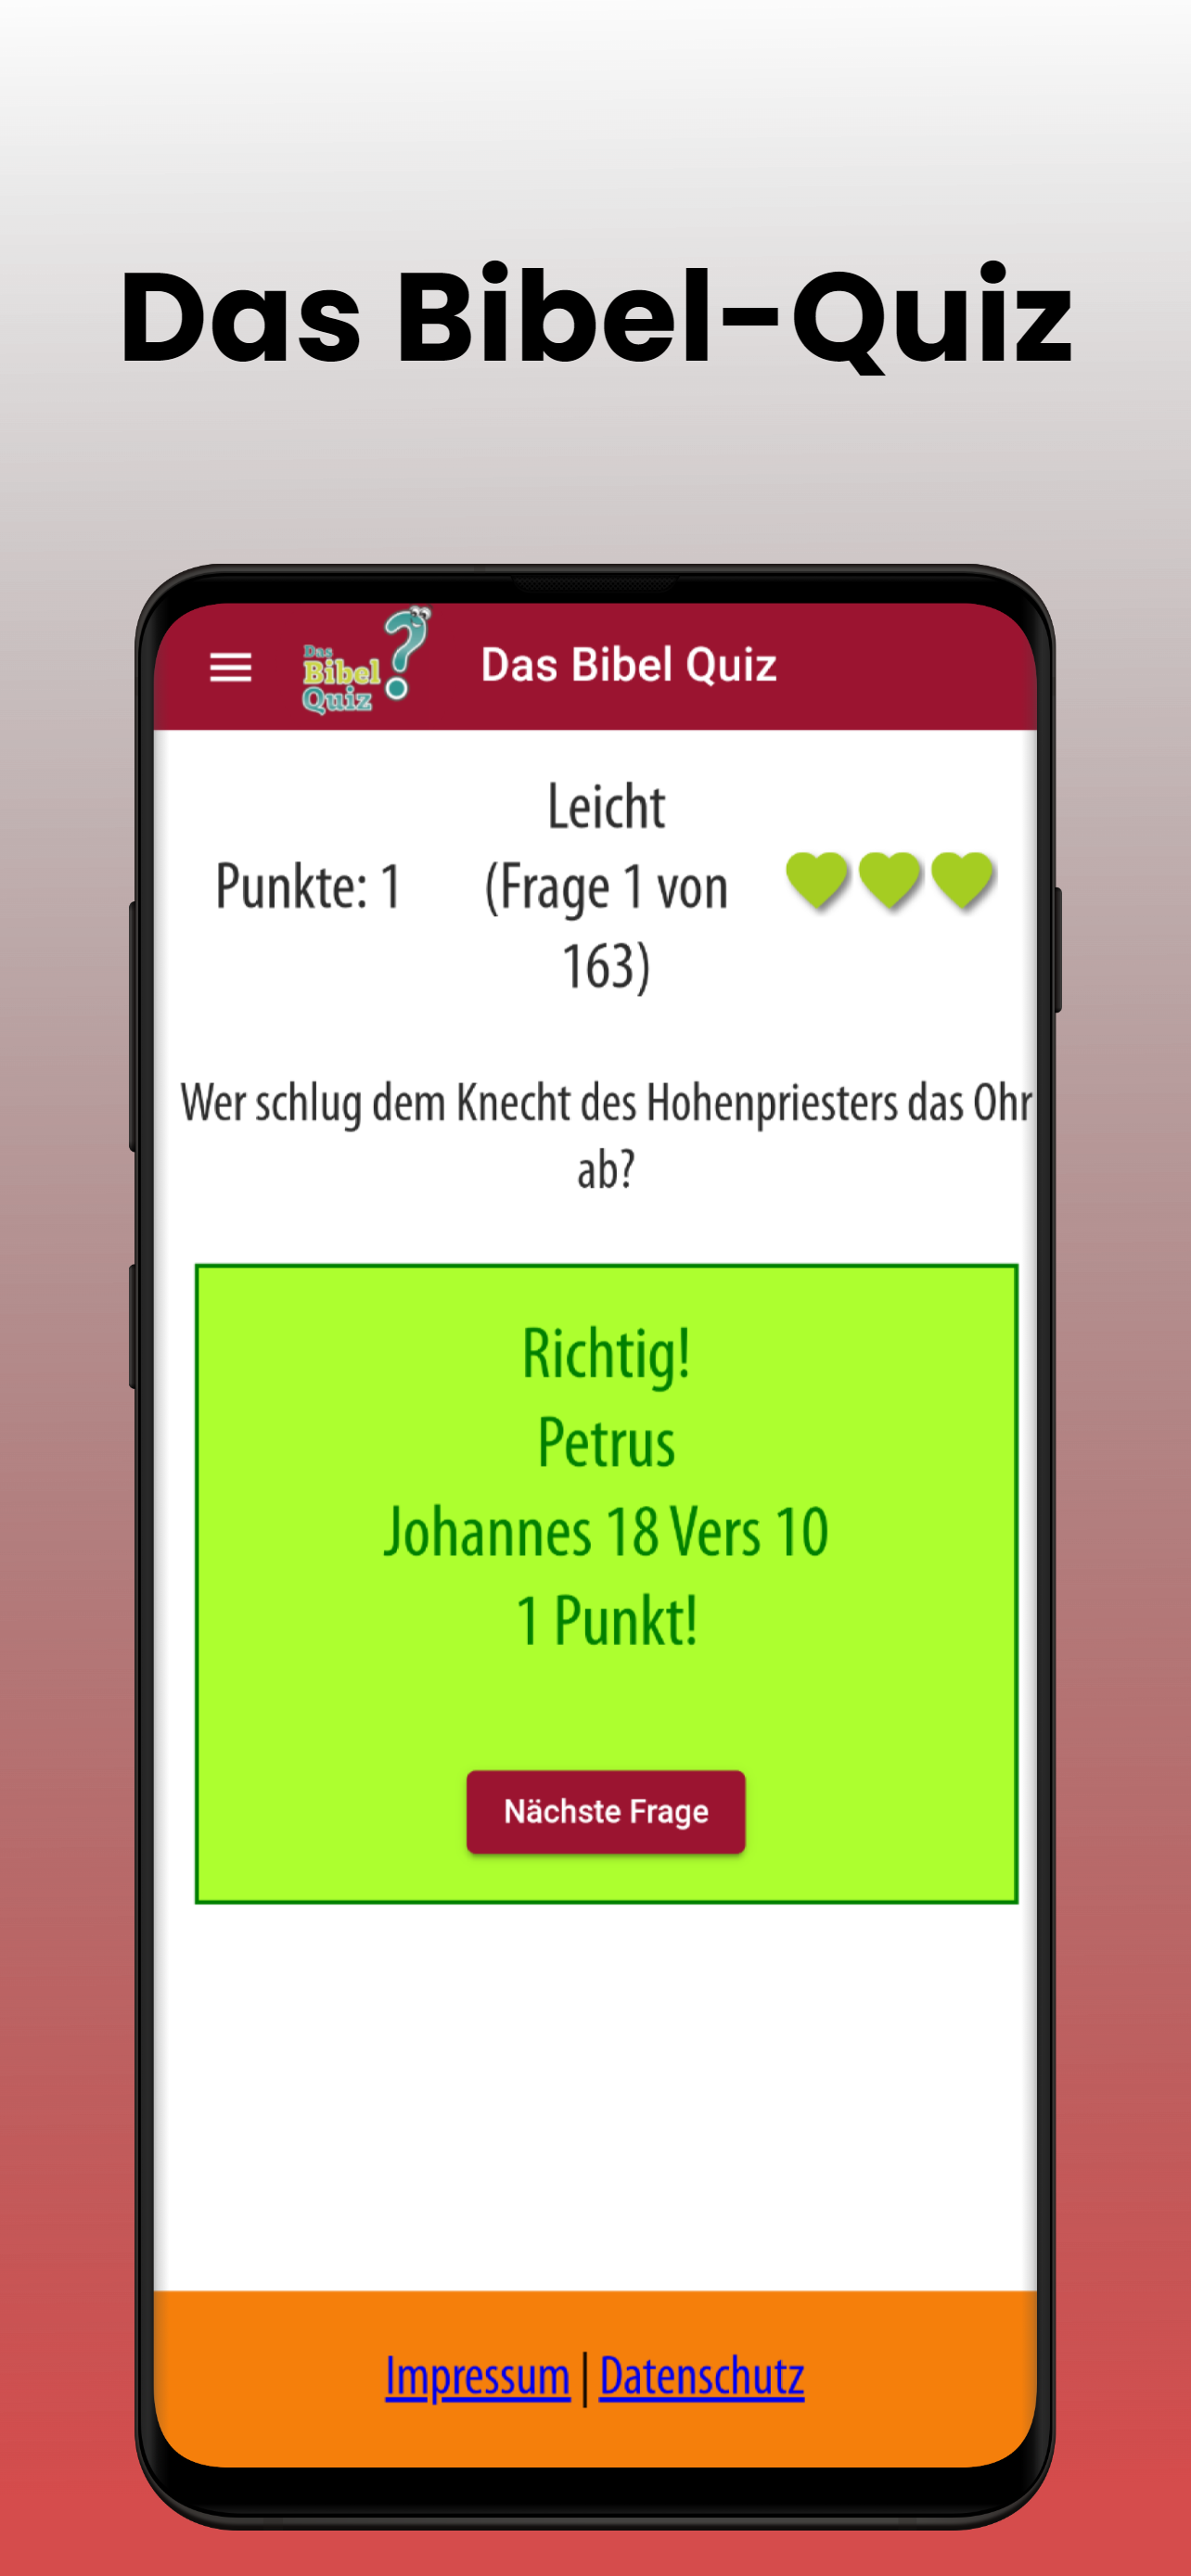 Das Bibel-Quiz
Das
Bibel
Quiz
?
Das Bibel Quiz
Leicht
Punkte: 1
(Frage 1 von
163)
Wer schlug dem Knecht des Hohenpriesters das Ohr
ab?
Richtig!
Petrus
Johannes 18 Vers 10
1 Punkt!
Nächste Frage
Impressum | Datenschutz